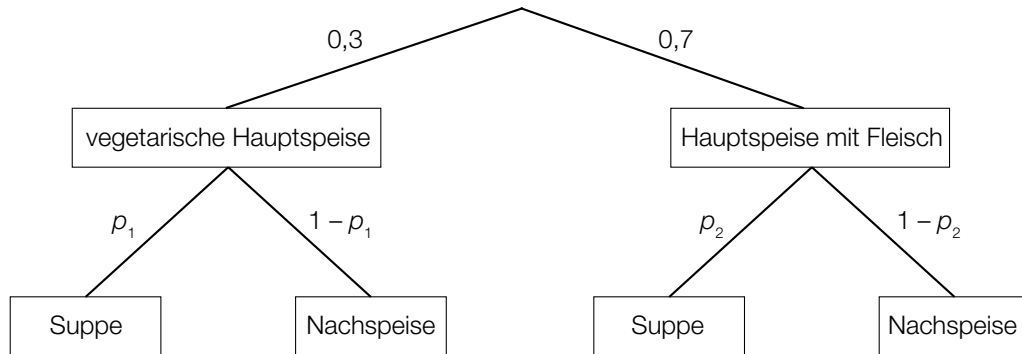 0,3
0,7
vegetarische Hauptspeise
Hauptspeise mit Fleisch
p₁
1 – p₁
p₂
1 – p₂
Suppe
Nachspeise
Suppe
Nachspeise